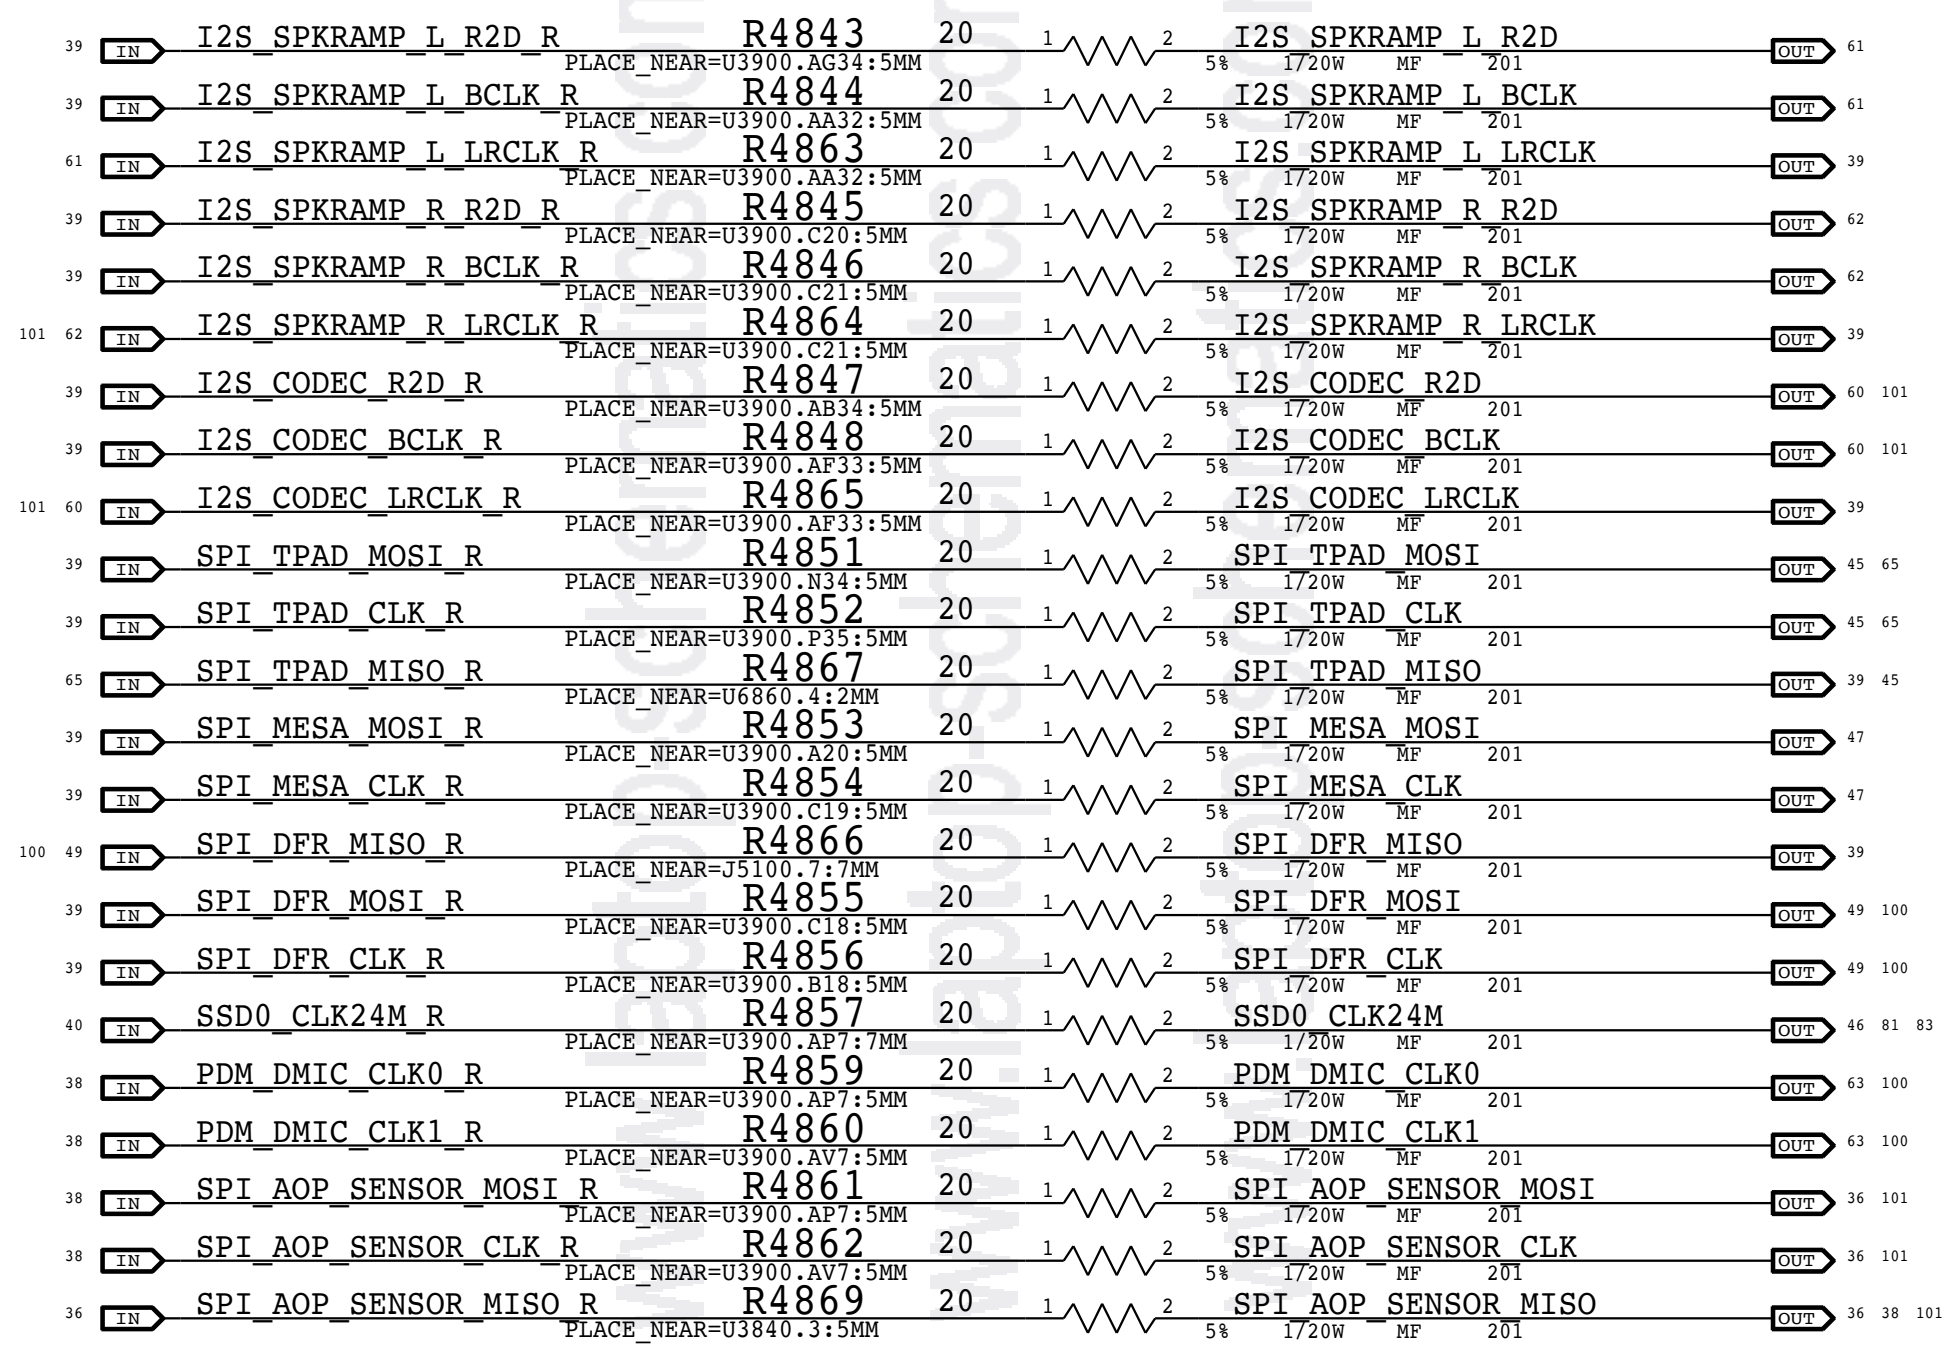 39 IN I2S_SPKRAMP_L_R2D_R R4843 20 1 2 I2S_SPKRAMP_L_R2D OUT 61
PLACE_NEAR=U3900.AG34:5MM 5% 1/20W MF 201
39 IN I2S_SPKRAMP_L_BCLK_R R4844 20 1 2 I2S_SPKRAMP_L_BCLK OUT 61
PLACE_NEAR=U3900.AA32:5MM 5% 1/20W MF 201
61 IN I2S_SPKRAMP_L_LRCLK_R R4863 20 1 2 I2S_SPKRAMP_L_LRCLK OUT 39
PLACE_NEAR=U3900.AA32:5MM 5% 1/20W MF 201
39 IN I2S_SPKRAMP_R_R2D_R R4845 20 1 2 I2S_SPKRAMP_R_R2D OUT 62
PLACE_NEAR=U3900.C20:5MM 5% 1/20W MF 201
39 IN I2S_SPKRAMP_R_BCLK_R R4846 20 1 2 I2S_SPKRAMP_R_BCLK OUT 62
PLACE_NEAR=U3900.C21:5MM 5% 1/20W MF 201
101 62 IN I2S_SPKRAMP_R_LRCLK_R R4864 20 1 2 I2S_SPKRAMP_R_LRCLK OUT 39
PLACE_NEAR=U3900.C21:5MM 5% 1/20W MF 201
39 IN I2S_CODEC_R2D_R R4847 20 1 2 I2S_CODEC_R2D OUT 60 101
PLACE_NEAR=U3900.AB34:5MM 5% 1/20W MF 201
39 IN I2S_CODEC_BCLK_R R4848 20 1 2 I2S_CODEC_BCLK OUT 60 101
PLACE_NEAR=U3900.AF33:5MM 5% 1/20W MF 201
101 60 IN I2S_CODEC_LRCLK_R R4865 20 1 2 I2S_CODEC_LRCLK OUT 39
PLACE_NEAR=U3900.AF33:5MM 5% 1/20W MF 201
39 IN SPI_TPAD_MOSI_R R4851 20 1 2 SPI_TPAD_MOSI OUT 45 65
PLACE_NEAR=U3900.N34:5MM 5% 1/20W MF 201
39 IN SPI_TPAD_CLK_R R4852 20 1 2 SPI_TPAD_CLK OUT 45 65
PLACE_NEAR=U3900.P35:5MM 5% 1/20W MF 201
65 IN SPI_TPAD_MISO_R R4867 20 1 2 SPI_TPAD_MISO OUT 39 45
PLACE_NEAR=U6860.4:2MM 5% 1/20W MF 201
39 IN SPI_MESA_MOSI_R R4853 20 1 2 SPI_MESA_MOSI OUT 47
PLACE_NEAR=U3900.A20:5MM 5% 1/20W MF 201
39 IN SPI_MESA_CLK_R R4854 20 1 2 SPI_MESA_CLK OUT 47
PLACE_NEAR=U3900.C19:5MM 5% 1/20W MF 201
100 49 IN SPI_DFR_MISO_R R4866 20 1 2 SPI_DFR_MISO OUT 39
PLACE_NEAR=J5100.7:7MM 5% 1/20W MF 201
39 IN SPI_DFR_MOSI_R R4855 20 1 2 SPI_DFR_MOSI OUT 49 100
PLACE_NEAR=U3900.C18:5MM 5% 1/20W MF 201
39 IN SPI_DFR_CLK_R R4856 20 1 2 SPI_DFR_CLK OUT 49 100
PLACE_NEAR=U3900.B18:5MM 5% 1/20W MF 201
40 IN SSD0_CLK24M_R R4857 20 1 2 SSD0_CLK24M OUT 46 81 83
PLACE_NEAR=U3900.AP7:7MM 5% 1/20W MF 201
38 IN PDM_DMIC_CLK0_R R4859 20 1 2 PDM_DMIC_CLK0 OUT 63 100
PLACE_NEAR=U3900.AP7:5MM 5% 1/20W MF 201
38 IN PDM_DMIC_CLK1_R R4860 20 1 2 PDM_DMIC_CLK1 OUT 63 100
PLACE_NEAR=U3900.AV7:5MM 5% 1/20W MF 201
38 IN SPI_AOP_SENSOR_MOSI_R R4861 20 1 2 SPI_AOP_SENSOR_MOSI OUT 36 101
PLACE_NEAR=U3900.AP7:5MM 5% 1/20W MF 201
38 IN SPI_AOP_SENSOR_CLK_R R4862 20 1 2 SPI_AOP_SENSOR_CLK OUT 36 101
PLACE_NEAR=U3900.AV7:5MM 5% 1/20W MF 201
36 IN SPI_AOP_SENSOR_MISO_R R4869 20 1 2 SPI_AOP_SENSOR_MISO OUT 36 38 101
PLACE_NEAR=U3840.3:5MM 5% 1/20W MF 201
www.laptop-schematics.com
www.laptop-schematics.com
www.laptop-schematics.com